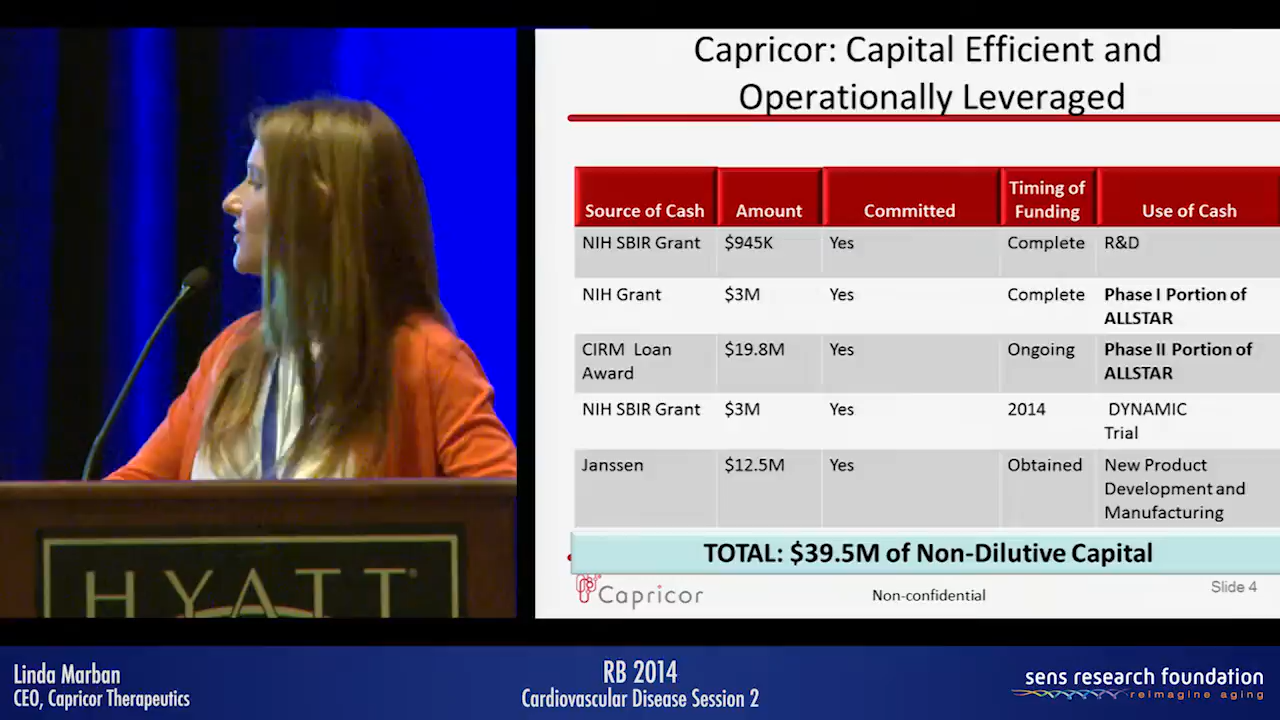 Capricor: Capital Efficient and
Operationally Leveraged
Source of Cash
Amount
Committed
Timing of
Funding
Use of Cash
NIH SBIR Grant
$945K
Yes
Complete
R&D
NIH Grant
$3M
Yes
Complete
Phase I Portion of
ALLSTAR
CIRM Loan
Award
$19.8M
Yes
Ongoing
Phase II Portion of
ALLSTAR
NIH SBIR Grant
$3M
Yes
2014
DYNAMIC
Trial
Janssen
$12.5M
Yes
Obtained
New Product
Development and
Manufacturing
TOTAL: $39.5M of Non-Dilutive Capital
Capricor
Non-confidential
Slide 4
HYATT®
Linda Marban
CEO, Capricor Therapeutics
RB 2014
Cardiovascular Disease Session 2
sens research foundation
reimagine aging